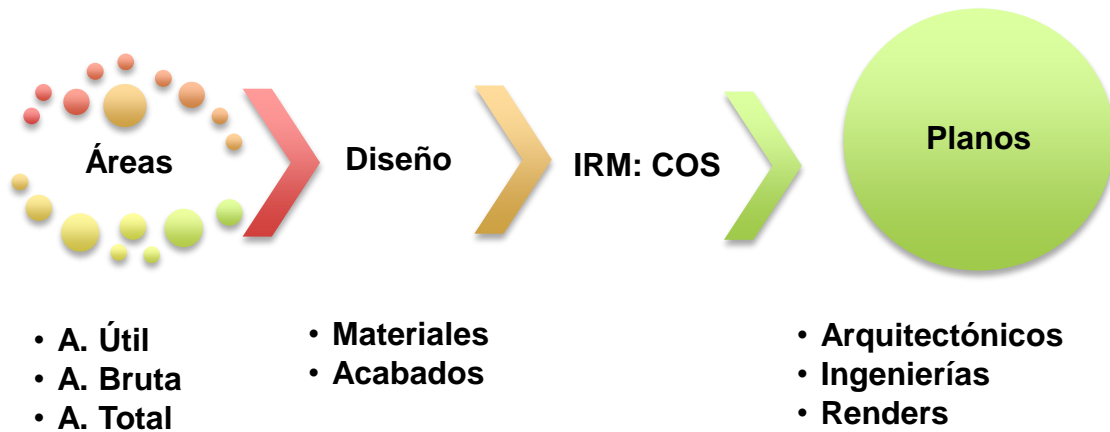 Áreas
Diseño
IRM: COS
Planos
• A. Útil
• A. Bruta
• A. Total
• Materiales
• Acabados
• Arquitectónicos
• Ingenierías
• Renders